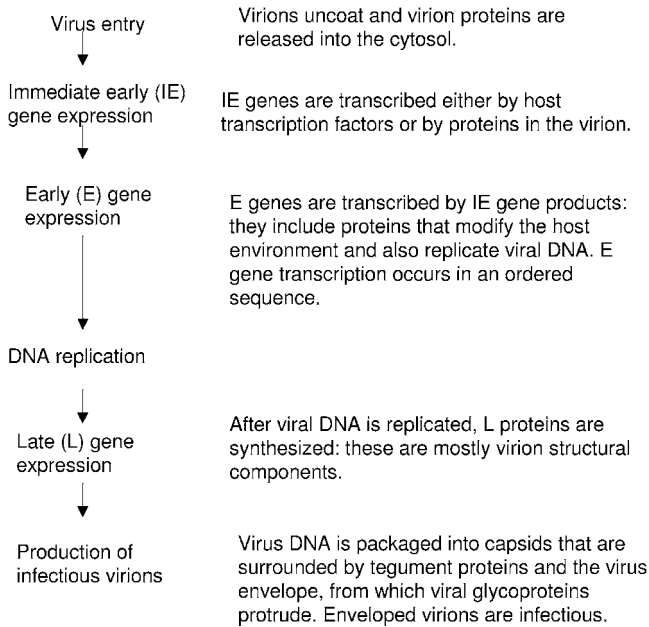 Virus entry
Virions uncoat and virion proteins are
released into the cytosol.
Immediate early (IE)
gene expression
IE genes are transcribed either by host
transcription factors or by proteins in the virion.
Early (E) gene
expression
E genes are transcribed by IE gene products:
they include proteins that modify the host
environment and also replicate viral DNA. E
gene transcription occurs in an ordered
sequence.
DNA replication
Late (L) gene
expression
After viral DNA is replicated, L proteins are
synthesized: these are mostly virion structural
components.
Production of
infectious virions
Virus DNA is packaged into capsids that are
surrounded by tegument proteins and the virus
envelope, from which viral glycoproteins
protrude. Enveloped virions are infectious.